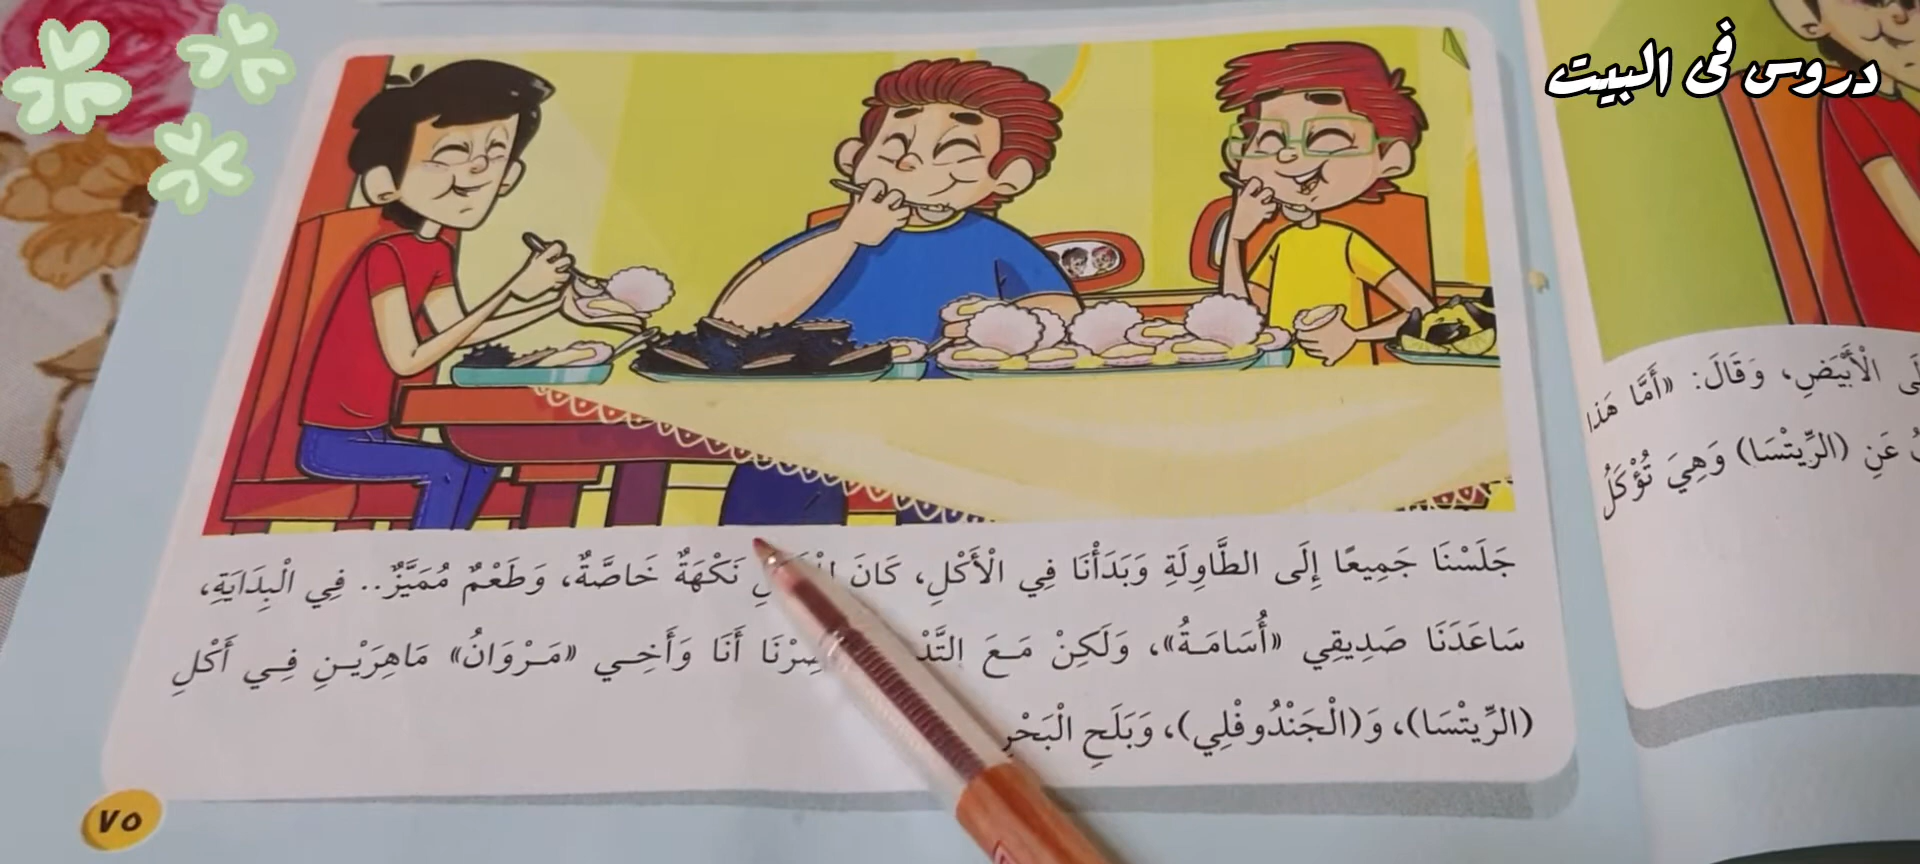 دروس فى البيت
جَلَسْنَا جَمِيعًا إِلَى الطَّاوِلَةِ وَبَدَأْنَا فِي الْأَكْلِ، كَانَ نَكْهَةٌ خَاصَّةٌ، وَطَعْمٌ مُمَيَّزٌ.. فِي الْبِدَايَةِ،
سَاعَدَنَا صَدِيقِي «أُسَامَةُ»، وَلَكِنْ مَعَ أَنَا وَأَخِي «مَرْوَانُ» مَاهِرَيْنِ فِي أَكْلِ
(الرِّيتْسَا)، وَ(الْجَنْدُوفْلِي)، وَبَلَحِ الْبَحْرِ
٧٥
الْأَبْيَضِ، وَقَالَ: «أَمَّا هَذَا
عَنِ (الرِّيتْسَا) وَهِيَ تُؤْكَلُ